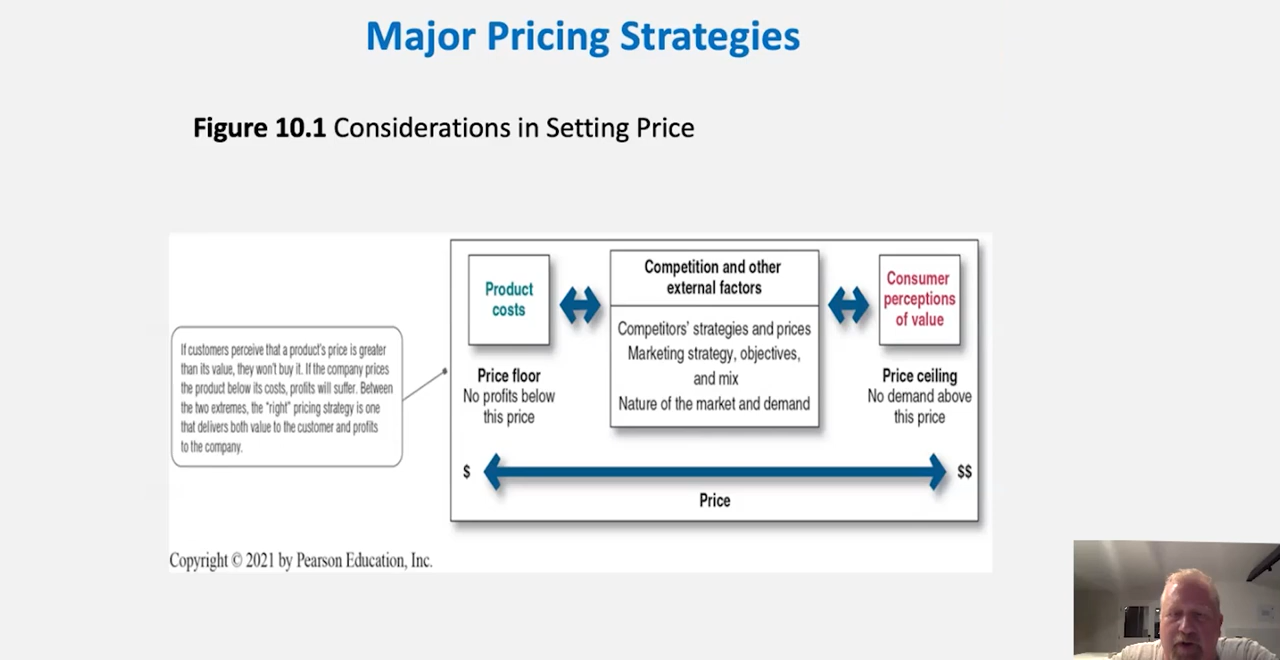 Major Pricing Strategies
Figure 10.1 Considerations in Setting Price
If customers perceive that a product's price is greater
than its value, they won't buy it. If the company prices
the product below its costs, profits will suffer. Between
the two extremes, the "right" pricing strategy is one
that delivers both value to the customer and profits
to the company.
Product
costs
Price floor
No profits below
this price
Competition and other
external factors
Competitors' strategies and prices
Marketing strategy, objectives,
and mix
Nature of the market and demand
Consumer
perceptions
of value
Price ceiling
No demand above
this price
$
$$
Price
Copyright © 2021 by Pearson Education, Inc.